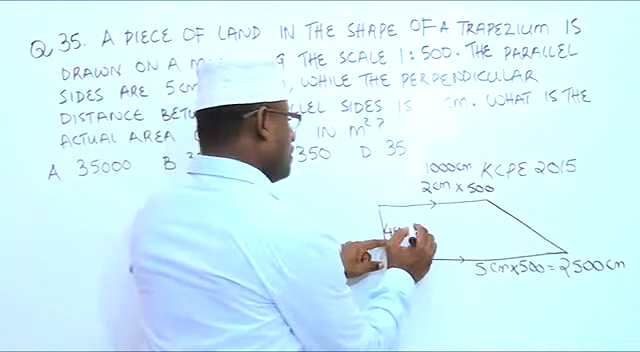 Q 35. A PIECE OF LAND IN THE SHAPE OF A TRAPEZIUM IS
DRAWN ON A THE SCALE 1:500. THE PARALLEL
SIDES ARE 5cm WHILE THE PERPENDICULAR
DISTANCE SIDES IS cm. WHAT IS THE
ACTUAL AREA IN m²?
A 35000 B 350 D 35
1000cm KCPE 2015
2cm x 500
5cm x 500 = 2500cm